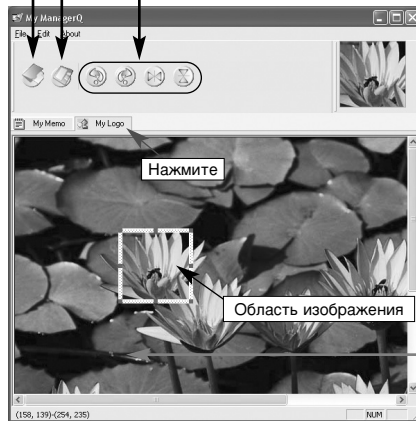 My ManagerQ
File Edit About
My Memo My Logo
Нажмите
Область изображения
(158, 139)-(254, 235)
NUM